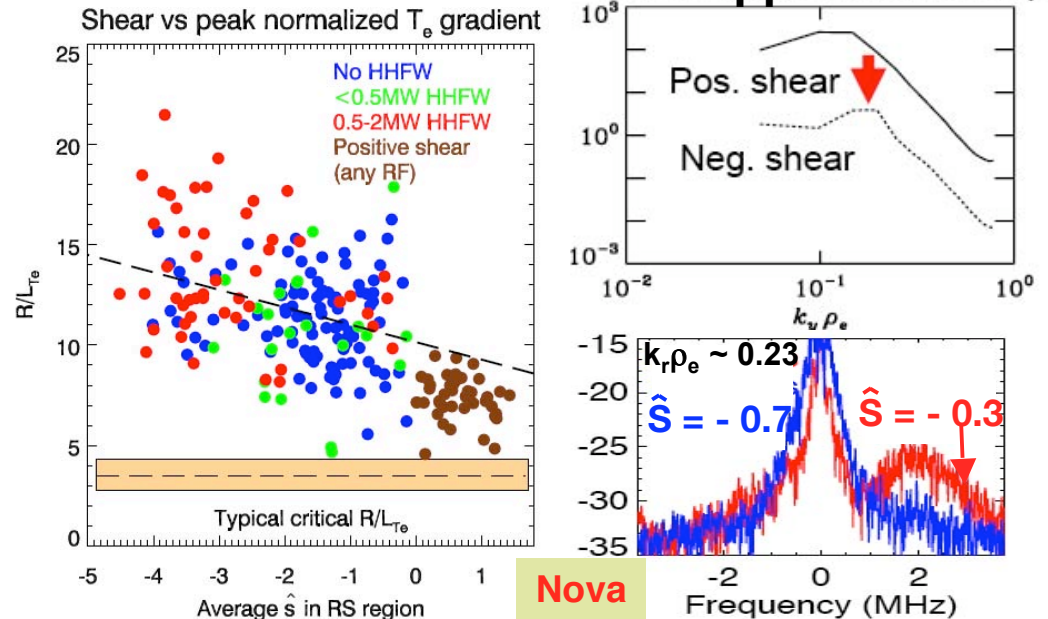 Shear vs peak normalized Te gradient
No HHFW
<0.5MW HHFW
0.5-2MW HHFW
Positive shear
(any RF)
25
20
15
10
5
0
R/LTe
Typical critical R/LTe
-5 -4 -3 -2 -1 0 1
Average ŝ in RS region
10³
10⁰
10⁻³
Pos. shear
Neg. shear
10⁻² 10⁻¹ 10⁰
kyρe
-15
-20
-25
-30
-35
krρe ~ 0.23
Ŝ = - 0.7
Ŝ = - 0.3
-2 0 2
Frequency (MHz)
Nova